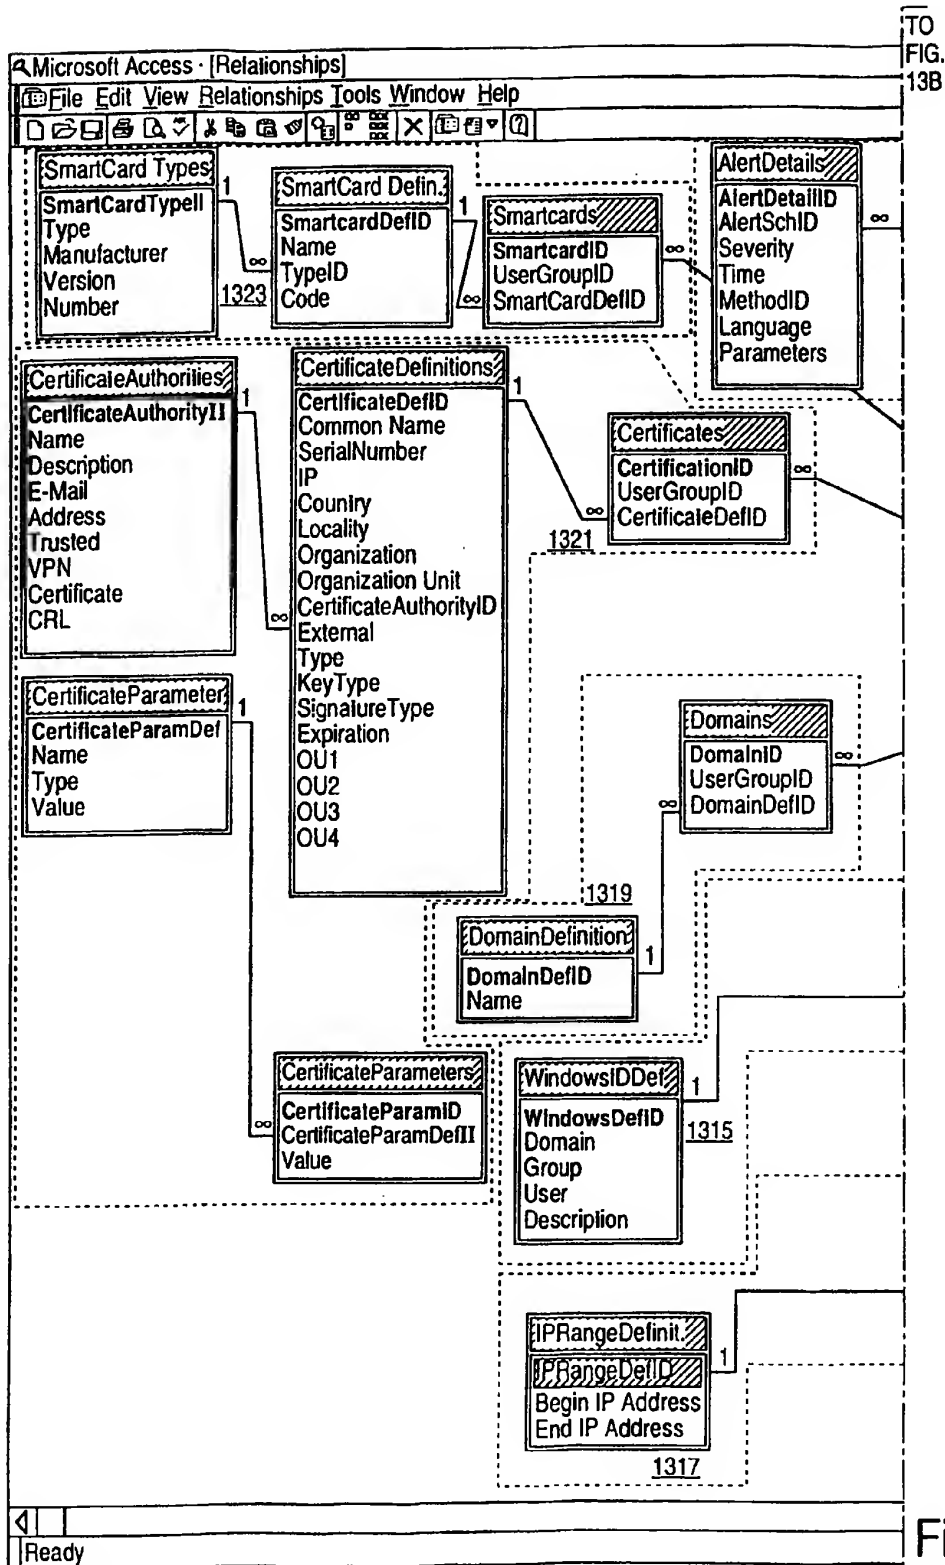 TO
FIG.
13B
Microsoft Access - [Relationships]
File Edit View Relationships Tools Window Help
SmartCard Types
SmartCardTypeII
Type
Manufacturer
Version
Number
1
∞
1323
SmartCard Defin.
SmartcardDefID
Name
TypeID
Code
1
∞
Smartcards
SmartcardID
UserGroupID
SmartCardDefID
∞
AlertDetails
AlertDetailID
AlertSchID
Severity
Time
MethodID
Language
Parameters
∞
CertificateAuthorities
CertificateAuthorityII
Name
Description
E-Mail
Address
Trusted
VPN
Certificate
CRL
1
∞
CertificateDefinitions
CertificateDefID
Common Name
SerialNumber
IP
Country
Locality
Organization
Organization Unit
CertificateAuthorityID
External
Type
KeyType
SignatureType
Expiration
OU1
OU2
OU3
OU4
1
∞
1321
Certificates
CertificationID
UserGroupID
CertificateDefID
∞
CertificateParameter
CertificateParamDef
Name
Type
Value
1
∞
Domains
DomainID
UserGroupID
DomainDefID
∞
∞
1319
DomainDefinition
DomainDefID
Name
1
CertificateParameters
CertificateParamID
CertificateParamDefII
Value
WindowsIDDef
WindowsDefID
Domain
Group
User
Description
1
1315
IPRangeDefinit.
IPRangeDefID
Begin IP Address
End IP Address
1
1317
Ready
Fi